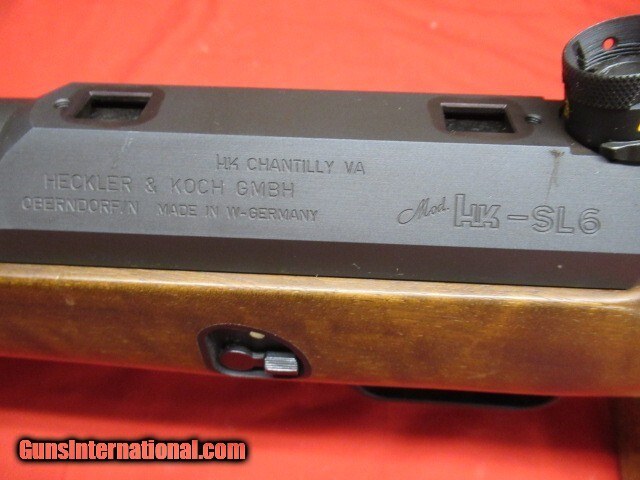 HK CHANTILLY VA
HECKLER & KOCH GMBH
OBERNDORF/N MADE IN W-GERMANY
Mod. HK-SL6
GunsInternational.com